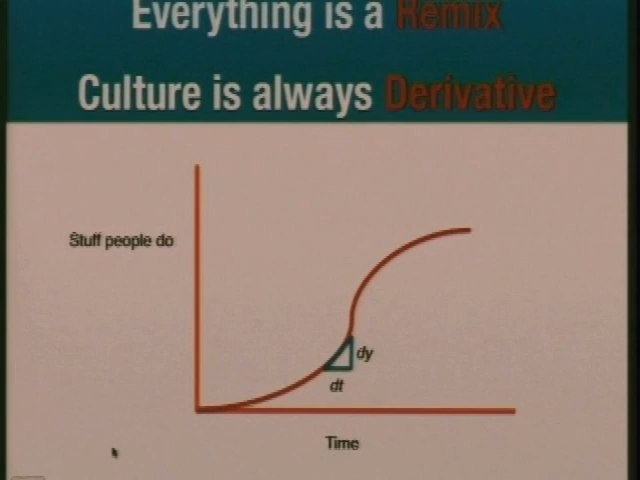 Everything is a Remix
Culture is always Derivative
Stuff people do
dy
dt
Time